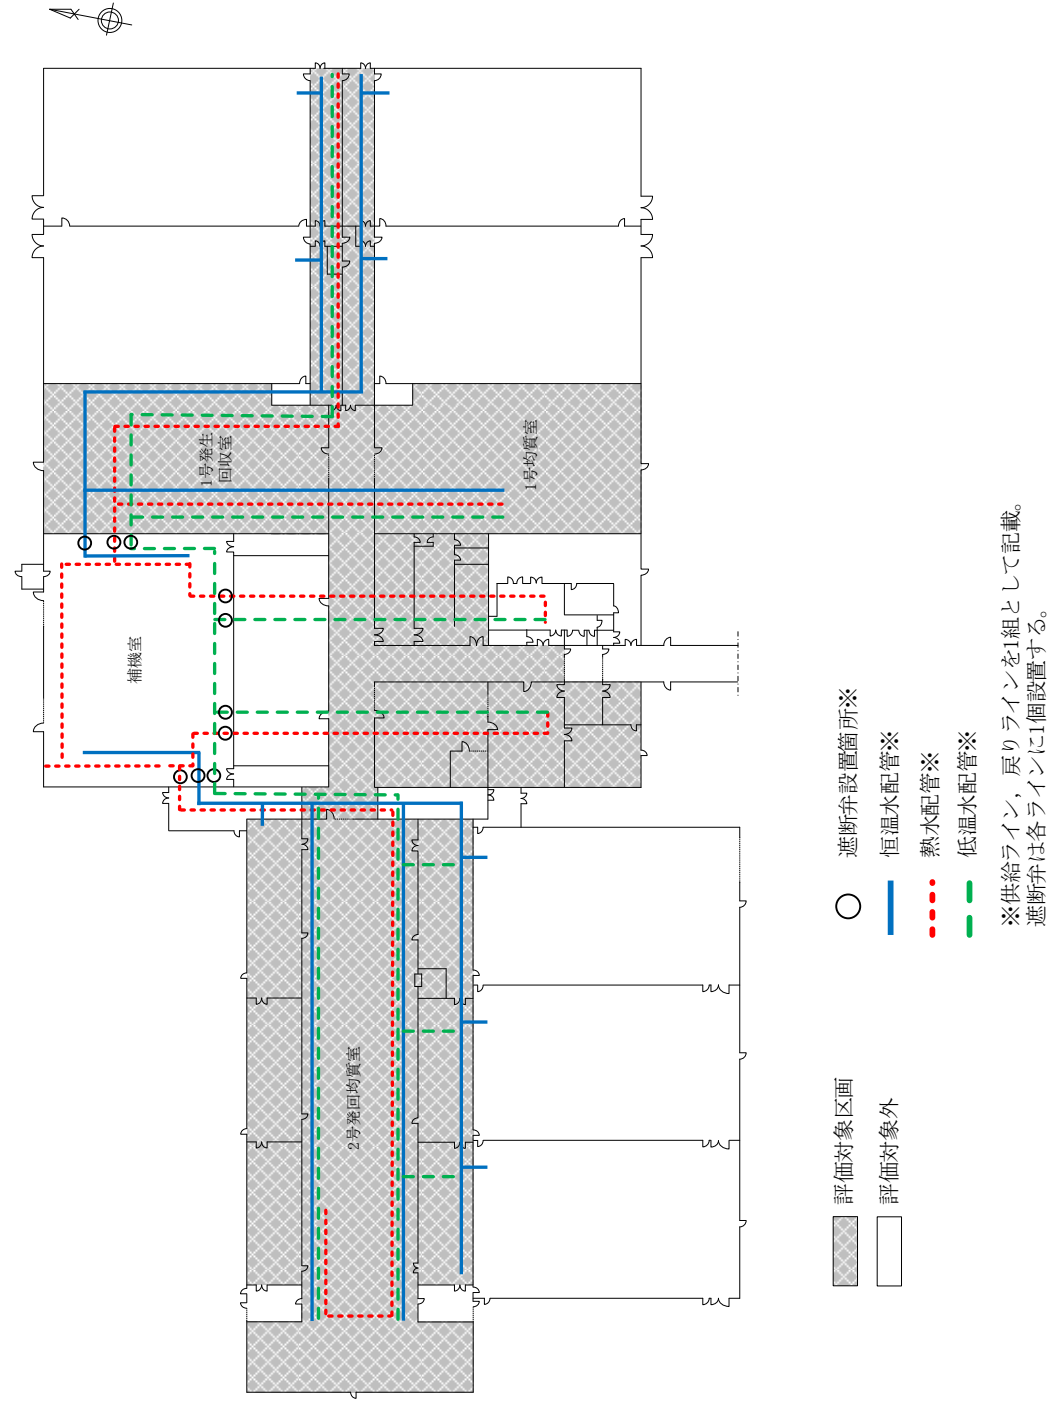 補機室
1号発生
回収室
1号均質室
2号発回均質室
評価対象区画
評価対象外
遮断弁設置箇所※
恒温水配管※
熱水配管※
低温水配管※
※供給ライン，戻りラインを1組として記載。
遮断弁は各ラインに1個設置する。